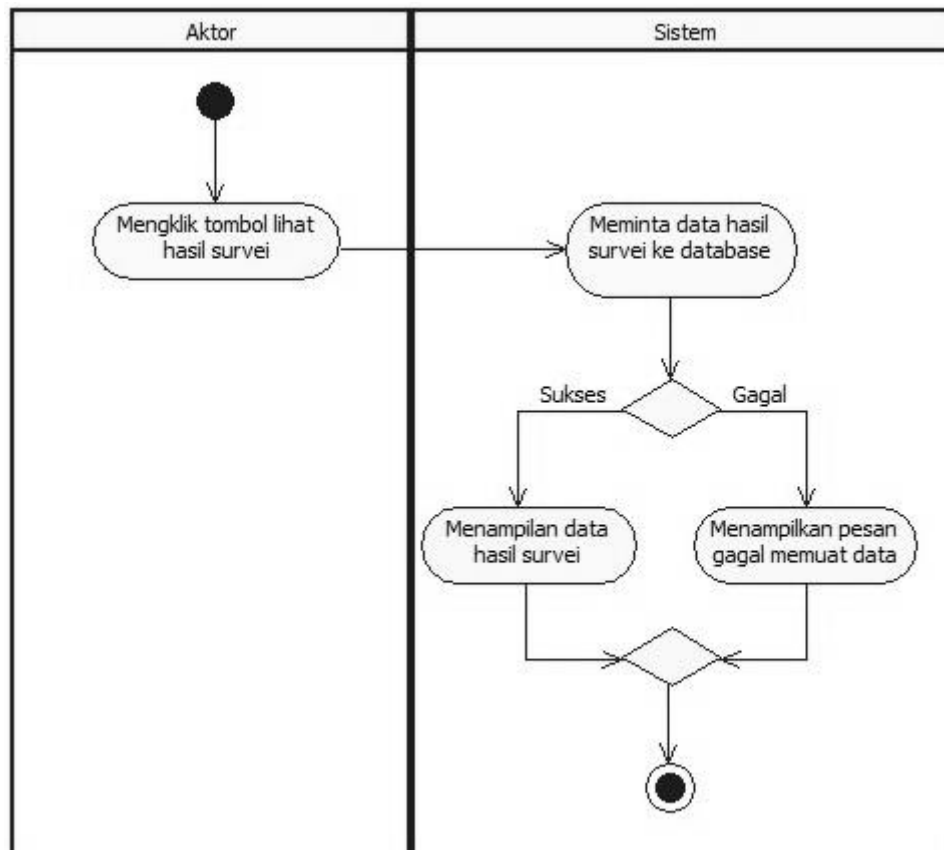 Aktor
Sistem
Mengklik tombol lihat
hasil survei
Meminta data hasil
survei ke database
Sukses
Gagal
Menampilan data
hasil survei
Menampilkan pesan
gagal memuat data